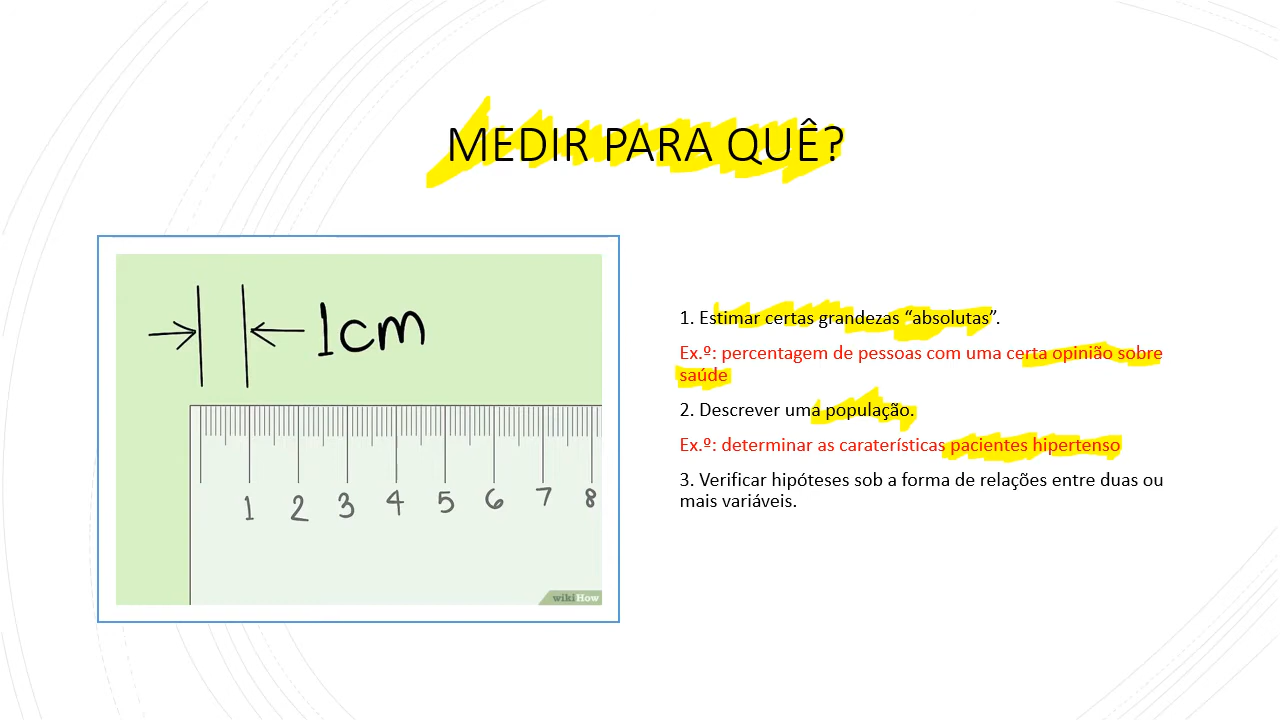 MEDIR PARA QUÊ?
1cm
1 2 3 4 5 6 7 8
wikiHow
1. Estimar certas grandezas “absolutas”.
Ex.º: percentagem de pessoas com uma certa opinião sobre
saúde
2. Descrever uma população.
Ex.º: determinar as caraterísticas pacientes hipertenso
3. Verificar hipóteses sob a forma de relações entre duas ou
mais variáveis.